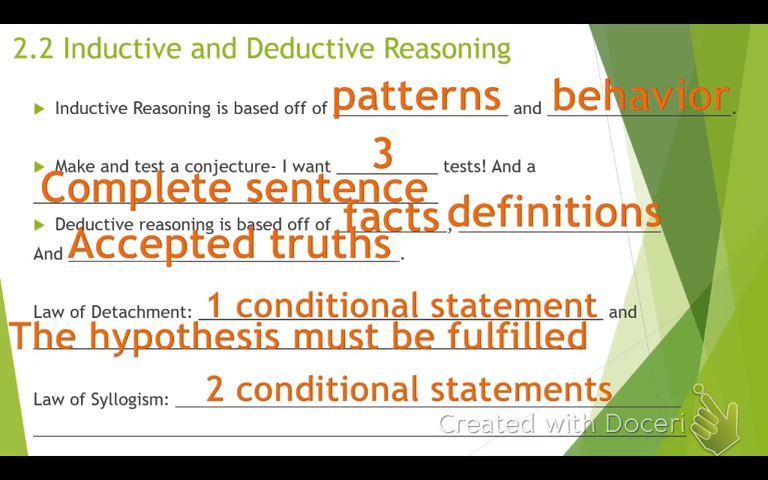 2.2 Inductive and Deductive Reasoning
Inductive Reasoning is based off of patterns and behavior.
Make and test a conjecture- I want 3 tests! And a
Complete sentence
Deductive reasoning is based off of facts, definitions
And Accepted truths.
Law of Detachment: 1 conditional statement and
The hypothesis must be fulfilled
Law of Syllogism: 2 conditional statements
Created with Doceri